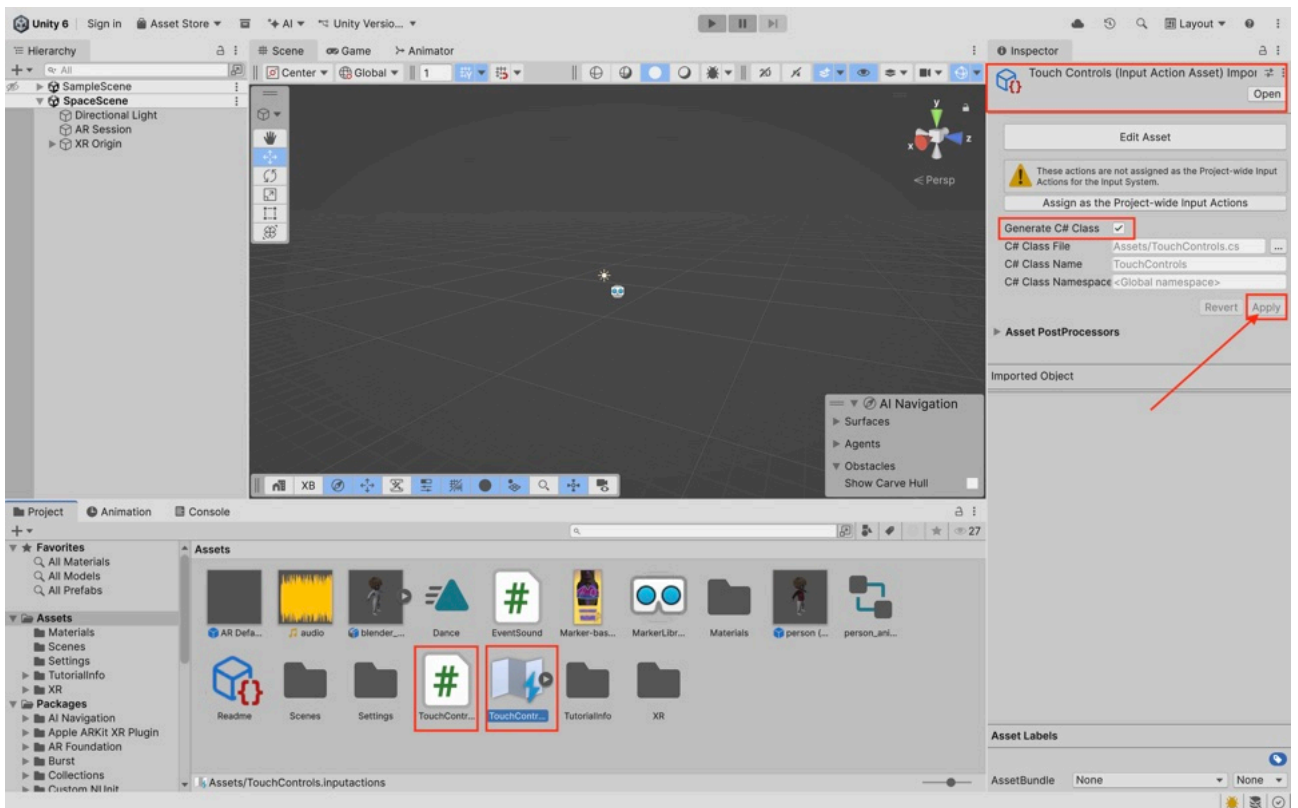 Unity 6 Sign in Asset Store AI Unity Versio...
Layout
Hierarchy
All
SampleScene
SpaceScene
Directional Light
AR Session
XR Origin
Scene Game Animator
Center Global 1
y
x
z
Persp
AI Navigation
Surfaces
Agents
Obstacles
Show Carve Hull
XB
Inspector
Touch Controls (Input Action Asset) Impor
Open
Edit Asset
These actions are not assigned as the Project-wide Input
Actions for the Input System.
Assign as the Project-wide Input Actions
Generate C# Class
C# Class File Assets/TouchControls.cs ...
C# Class Name TouchControls
C# Class Namespace <Global namespace>
Revert Apply
Asset PostProcessors
Imported Object
Project Animation Console
27
Favorites
All Materials
All Models
All Prefabs
Assets
Materials
Scenes
Settings
TutorialInfo
XR
Packages
AI Navigation
Apple ARKit XR Plugin
AR Foundation
Burst
Collections
Custom NUnit
Assets
AR Defa... audio blender_... Dance EventSound Marker-bas... MarkerLibr... Materials person (... person_ani...
Readme Scenes Settings TouchContr... TouchContr... TutorialInfo XR
Assets/TouchControls.inputactions
Asset Labels
AssetBundle None None